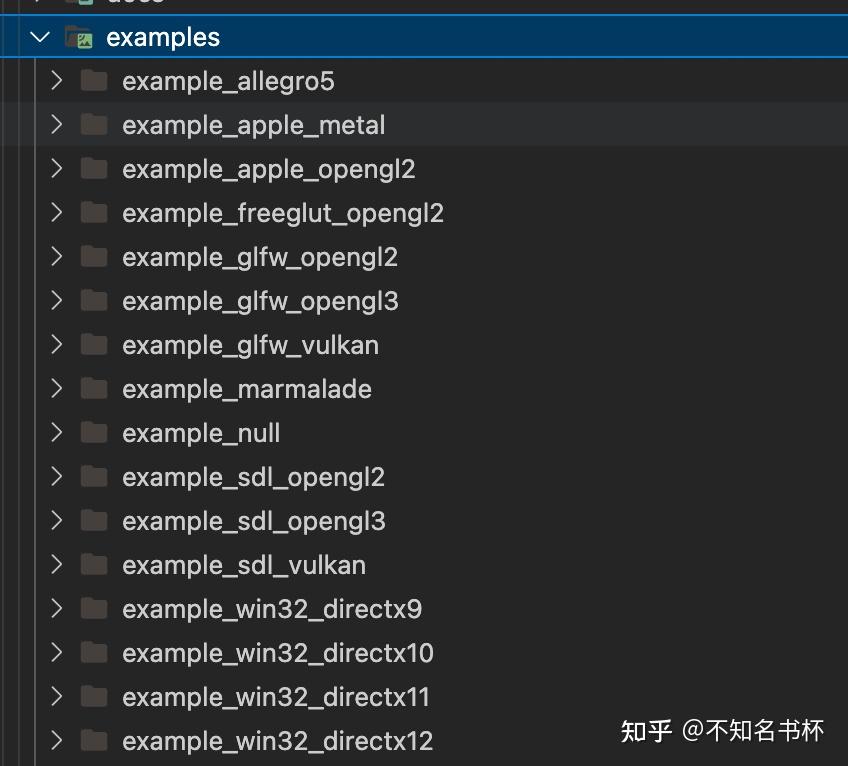 examples
example_allegro5
example_apple_metal
example_apple_opengl2
example_freeglut_opengl2
example_glfw_opengl2
example_glfw_opengl3
example_glfw_vulkan
example_marmalade
example_null
example_sdl_opengl2
example_sdl_opengl3
example_sdl_vulkan
example_win32_directx9
example_win32_directx10
example_win32_directx11
example_win32_directx12
知乎 @不知名书杯